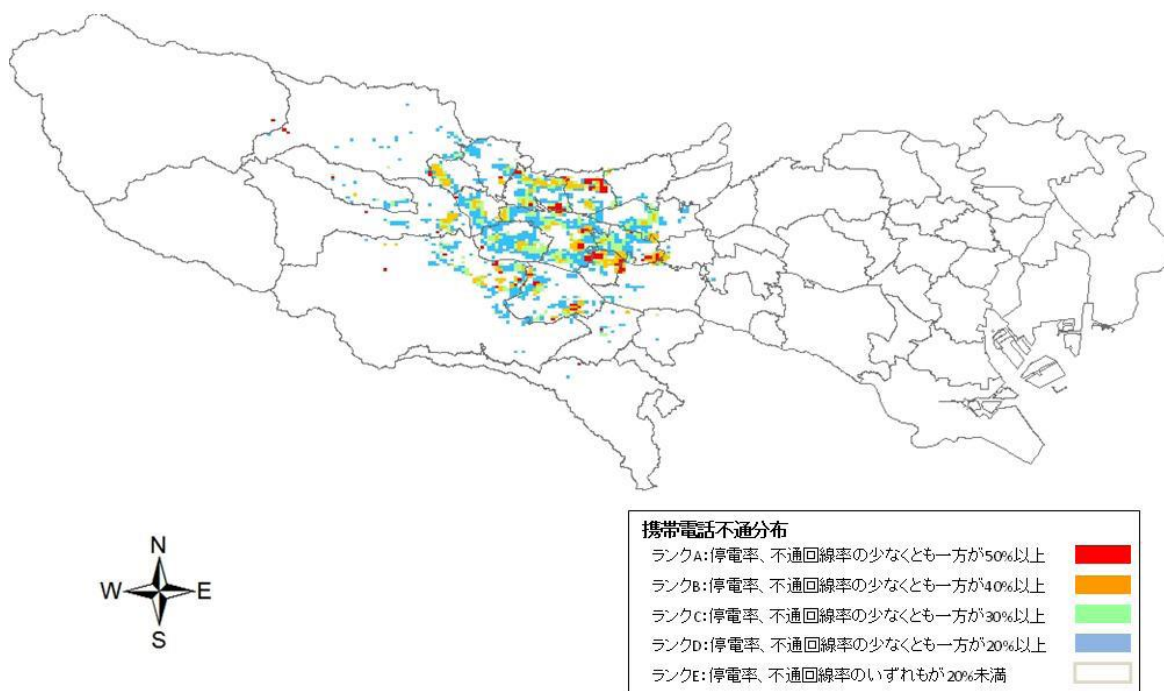 N
W E
S
携帯電話不通分布
ランクA:停電率、不通回線率の少なくとも一方が50%以上
ランクB:停電率、不通回線率の少なくとも一方が40%以上
ランクC:停電率、不通回線率の少なくとも一方が30%以上
ランクD:停電率、不通回線率の少なくとも一方が20%以上
ランクE:停電率、不通回線率のいずれもが20%未満